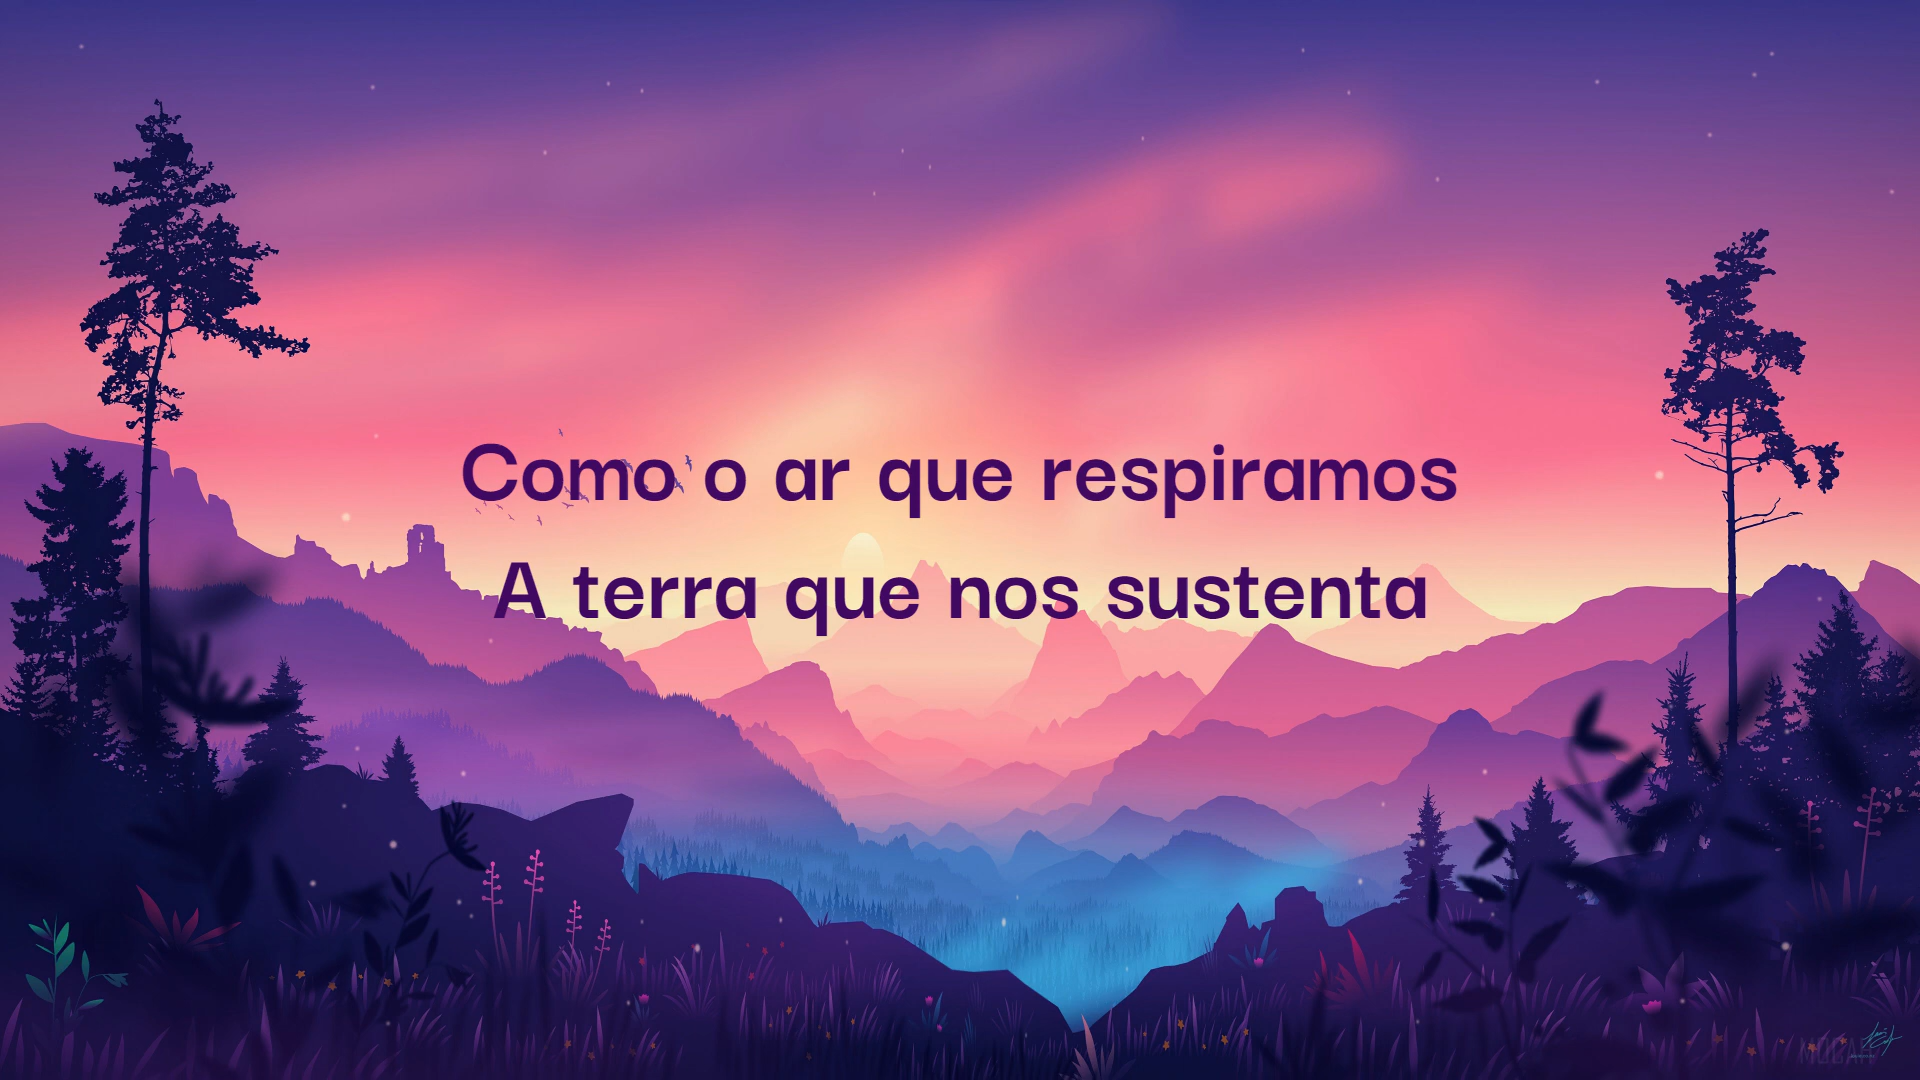 Como o ar que respiramos
A terra que nos sustenta